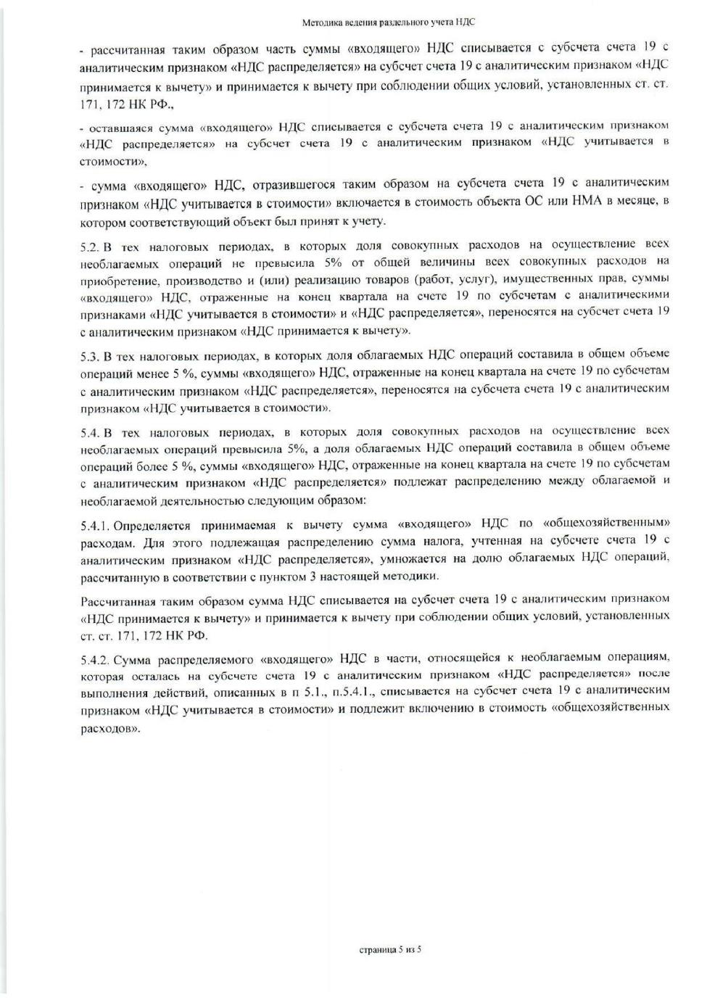 Методика ведения раздельного учета НДС
- рассчитанная таким образом часть суммы «входящего» НДС списывается с субсчета счета 19 с
аналитическим признаком «НДС распределяется» на субсчет счета 19 с аналитическим признаком «НДС
принимается к вычету» и принимается к вычету при соблюдении общих условий, установленных ст. ст.
171, 172 НК РФ.,
- оставшаяся сумма «входящего» НДС списывается с субсчета счета 19 с аналитическим признаком
«НДС распределяется» на субсчет счета 19 с аналитическим признаком «НДС учитывается в
стоимости»,
- сумма «входящего» НДС, отразившегося таким образом на субсчета счета 19 с аналитическим
признаком «НДС учитывается в стоимости» включается в стоимость объекта ОС или НМА в месяце, в
котором соответствующий объект был принят к учету.
5.2. В тех налоговых периодах, в которых доля совокупных расходов на осуществление всех
необлагаемых операций не превысила 5% от общей величины всех совокупных расходов на
приобретение, производство и (или) реализацию товаров (работ, услуг), имущественных прав, суммы
«входящего» НДС, отраженные на конец квартала на счете 19 по субсчетам с аналитическими
признаками «НДС учитывается в стоимости» и «НДС распределяется», переносятся на субсчет счета 19
с аналитическим признаком «НДС принимается к вычету».
5.3. В тех налоговых периодах, в которых доля облагаемых НДС операций составила в общем объеме
операций менее 5 %, суммы «входящего» НДС, отраженные на конец квартала на счете 19 по субсчетам
с аналитическим признаком «НДС распределяется», переносятся на субсчета счета 19 с аналитическим
признаком «НДС учитывается в стоимости».
5.4. В тех налоговых периодах, в которых доля совокупных расходов на осуществление всех
необлагаемых операций превысила 5%, а доля облагаемых НДС операций составила в общем объеме
операций более 5 %, суммы «входящего» НДС, отраженные на конец квартала на счете 19 по субсчетам
с аналитическим признаком «НДС распределяется» подлежат распределению между облагаемой и
необлагаемой деятельностью следующим образом:
5.4.1. Определяется принимаемая к вычету сумма «входящего» НДС по «общехозяйственным»
расходам. Для этого подлежащая распределению сумма налога, учтенная на субсчете счета 19 с
аналитическим признаком «НДС распределяется», умножается на долю облагаемых НДС операций,
рассчитанную в соответствии с пунктом 3 настоящей методики.
Рассчитанная таким образом сумма НДС списывается на субсчет счета 19 с аналитическим признаком
«НДС принимается к вычету» и принимается к вычету при соблюдении общих условий, установленных
ст. ст. 171, 172 НК РФ.
5.4.2. Сумма распределяемого «входящего» НДС в части, относящейся к необлагаемым операциям,
которая осталась на субсчете счета 19 с аналитическим признаком «НДС распределяется» после
выполнения действий, описанных в п 5.1., п.5.4.1., списывается на субсчет счета 19 с аналитическим
признаком «НДС учитывается в стоимости» и подлежит включению в стоимость «общехозяйственных
расходов».
страница 5 из 5